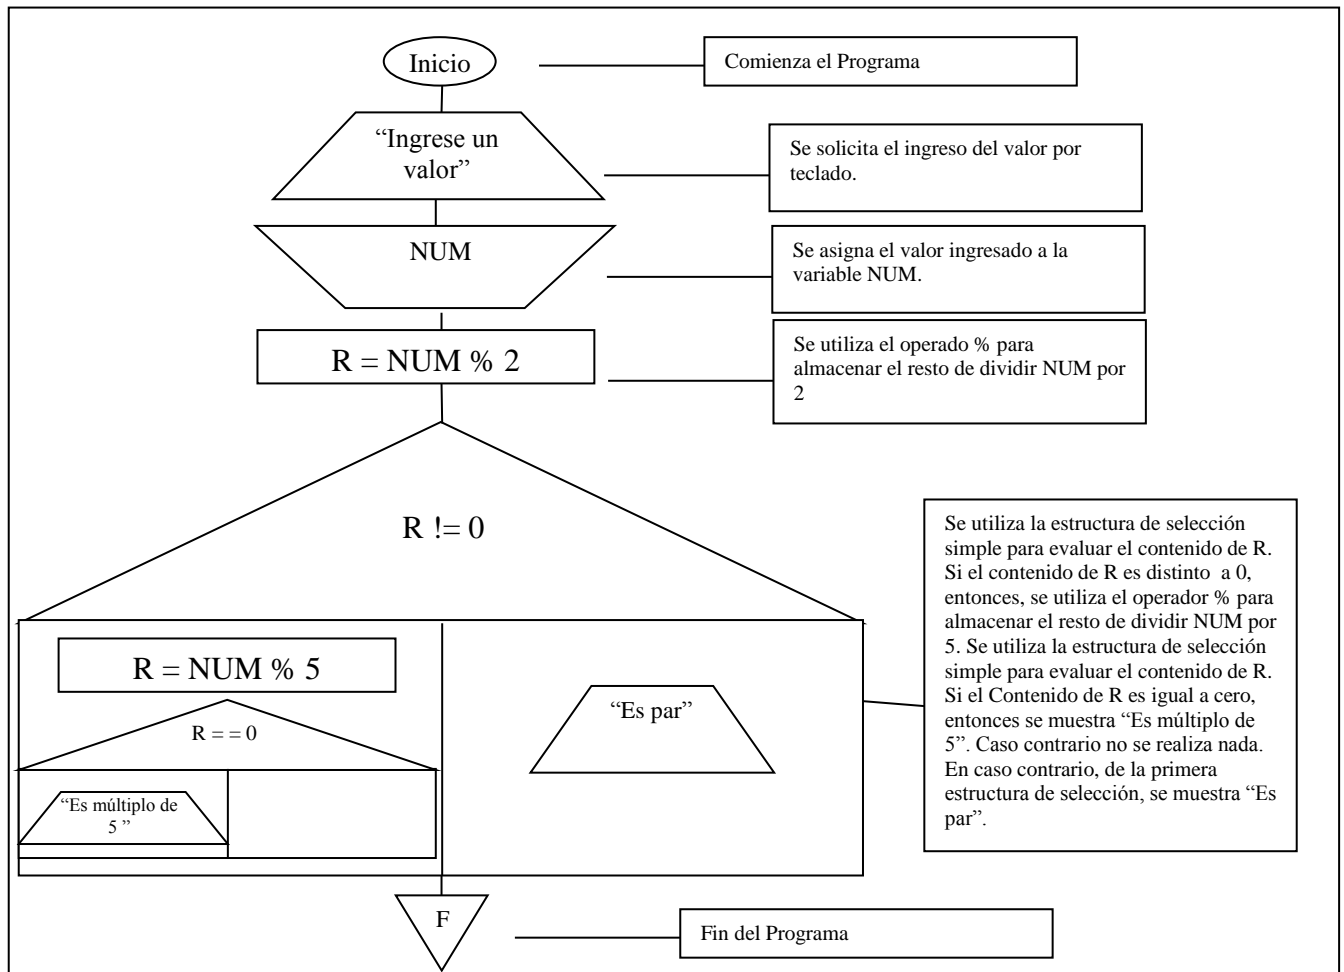 Inicio
Comienza el Programa
“Ingrese un
valor”
Se solicita el ingreso del valor por
teclado.
NUM
Se asigna el valor ingresado a la
variable NUM.
R = NUM % 2
Se utiliza el operado % para
almacenar el resto de dividir NUM por
2
R != 0
Se utiliza la estructura de selección
simple para evaluar el contenido de R.
Si el contenido de R es distinto a 0,
entonces, se utiliza el operador % para
almacenar el resto de dividir NUM por
5. Se utiliza la estructura de selección
simple para evaluar el contenido de R.
Si el Contenido de R es igual a cero,
entonces se muestra “Es múltiplo de
5”. Caso contrario no se realiza nada.
En caso contrario, de la primera
estructura de selección, se muestra “Es
par”.
R = NUM % 5
R = = 0
“Es múltiplo de
5 ”
“Es par”
F
Fin del Programa